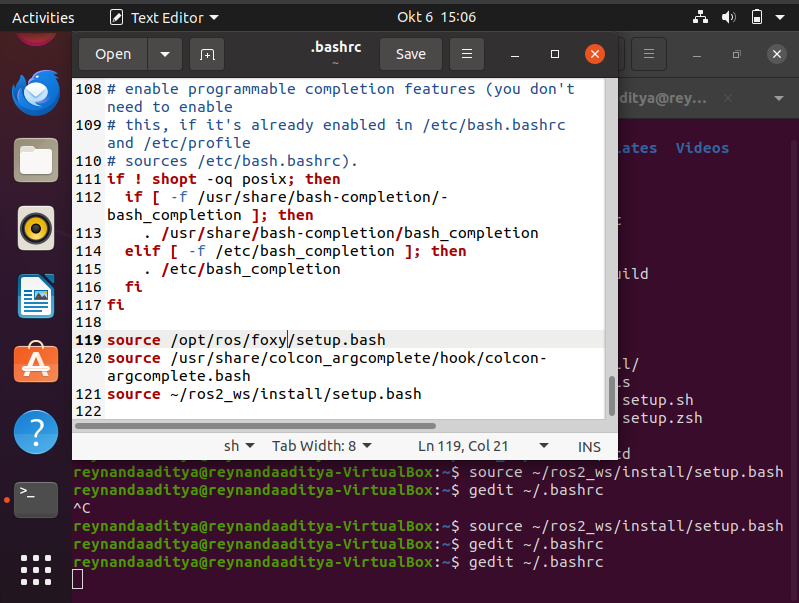 Activities Text Editor Okt 6 15:06
Open .bashrc Save
~
ditya@rey...
108 # enable programmable completion features (you don't
need to enable
109 # this, if it's already enabled in /etc/bash.bashrc
and /etc/profile
110 # sources /etc/bash.bashrc).
111 if ! shopt -oq posix; then
112   if [ -f /usr/share/bash-completion/-
bash_completion ]; then
113     . /usr/share/bash-completion/bash_completion
114   elif [ -f /etc/bash_completion ]; then
115     . /etc/bash_completion
116   fi
117 fi
118
119 source /opt/ros/foxy/setup.bash
120 source /usr/share/colcon_argcomplete/hook/colcon-
argcomplete.bash
121 source ~/ros2_ws/install/setup.bash
122
sh Tab Width: 8 Ln 119, Col 21 INS
lates Videos
uild
ll/
ls
setup.sh
setup.zsh
cd
reynandaaditya@reynandaaditya-VirtualBox:~$ source ~/ros2_ws/install/setup.bash
reynandaaditya@reynandaaditya-VirtualBox:~$ gedit ~/.bashrc
^C
reynandaaditya@reynandaaditya-VirtualBox:~$ source ~/ros2_ws/install/setup.bash
reynandaaditya@reynandaaditya-VirtualBox:~$ gedit ~/.bashrc
reynandaaditya@reynandaaditya-VirtualBox:~$ gedit ~/.bashrc